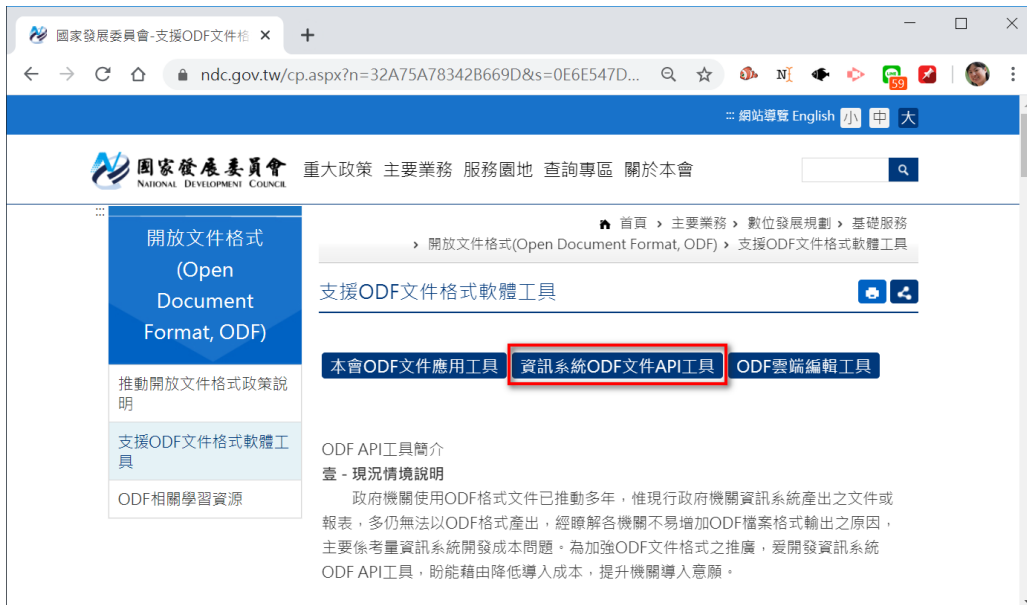 國家發展委員會-支援ODF文件格
ndc.gov.tw/cp.aspx?n=32A75A78342B669D&s=0E6E547D...
59
::: 網站導覽 English 小 中 大
國家發展委員會
NATIONAL DEVELOPMENT COUNCIL
重大政策 主要業務 服務園地 查詢專區 關於本會
:::
開放文件格式
(Open
Document
Format, ODF)
推動開放文件格式政策說
明
支援ODF文件格式軟體工
具
ODF相關學習資源
首頁 › 主要業務 › 數位發展規劃 › 基礎服務
› 開放文件格式(Open Document Format, ODF) › 支援ODF文件格式軟體工具
支援ODF文件格式軟體工具
本會ODF文件應用工具 資訊系統ODF文件API工具 ODF雲端編輯工具
ODF API工具簡介
壹 - 現況情境說明
政府機關使用ODF格式文件已推動多年，惟現行政府機關資訊系統產出之文件或
報表，多仍無法以ODF格式產出，經瞭解各機關不易增加ODF檔案格式輸出之原因，
主要係考量資訊系統開發成本問題。為加強ODF文件格式之推廣，爰開發資訊系統
ODF API工具，盼能藉由降低導入成本，提升機關導入意願。